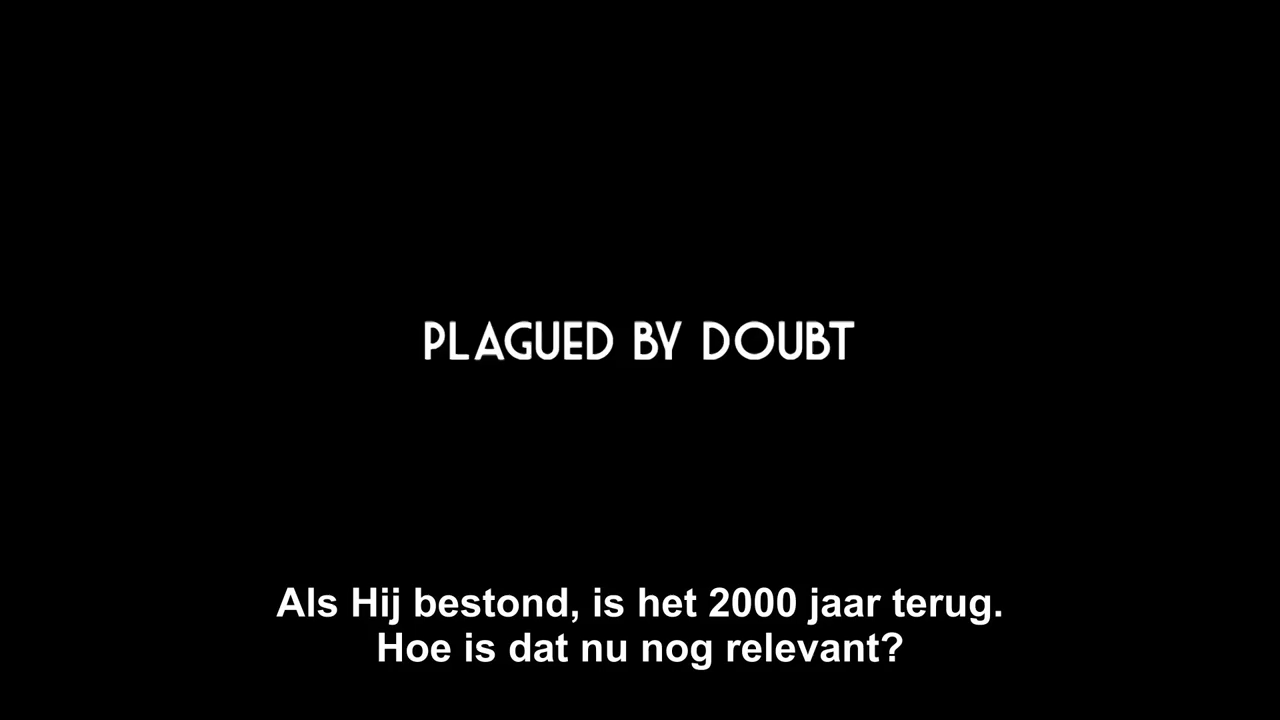 PLAGUED BY DOUBT
Als Hij bestond, is het 2000 jaar terug.
Hoe is dat nu nog relevant?